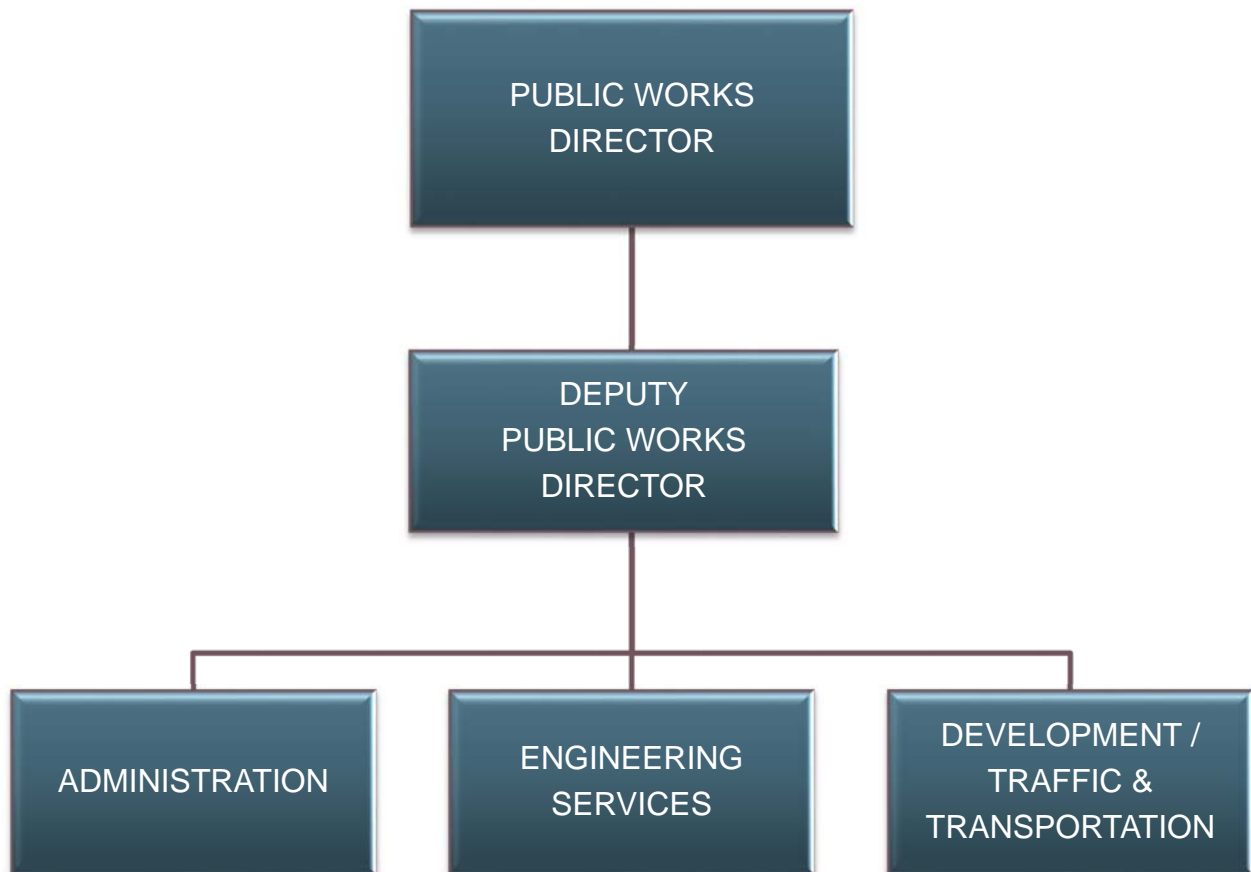 PUBLIC WORKS
DIRECTOR
DEPUTY
PUBLIC WORKS
DIRECTOR
ADMINISTRATION
ENGINEERING
SERVICES
DEVELOPMENT /
TRAFFIC &
TRANSPORTATION